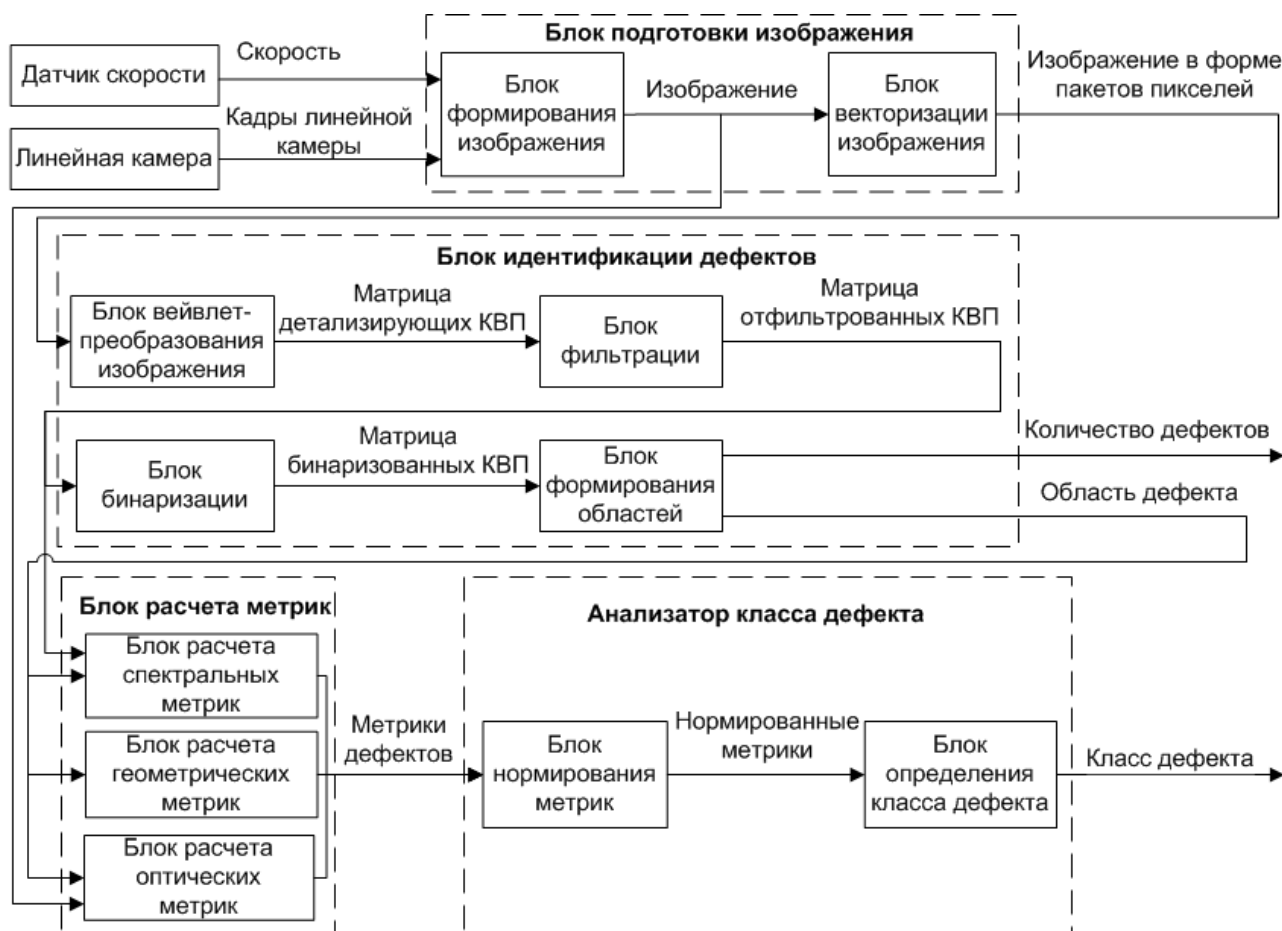 Блок подготовки изображения
Датчик скорости
Скорость
Линейная камера
Кадры линейной
камеры
Блок
формирования
изображения
Изображение
Блок
векторизации
изображения
Изображение в форме
пакетов пикселей
Блок идентификации дефектов
Блок вейвлет-
преобразования
изображения
Матрица
детализирующих КВП
Блок
фильтрации
Матрица
отфильтрованных КВП
Блок
бинаризации
Матрица
бинаризованных КВП
Блок
формирования
областей
Количество дефектов
Область дефекта
Блок расчета метрик
Блок расчета
спектральных
метрик
Блок расчета
геометрических
метрик
Блок расчета
оптических
метрик
Метрики
дефектов
Анализатор класса дефекта
Блок
нормирования
метрик
Нормированные
метрики
Блок
определения
класса дефекта
Класс дефекта